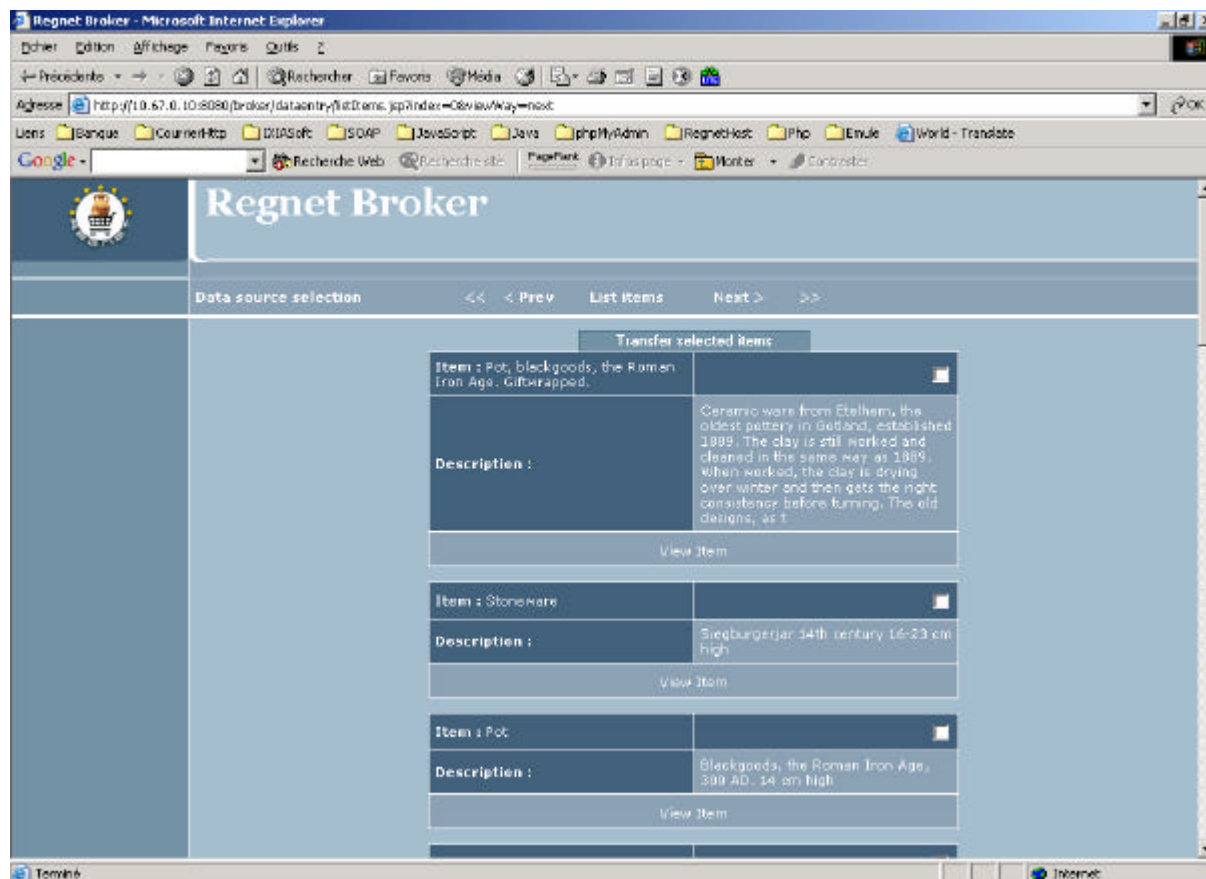 Regnet Broker - Microsoft Internet Explorer
Fichier Edition Affichage Favoris Outils ?
Précédente Rechercher Favoris Média
Adresse http://10.67.0.10:8080/broker/dataentry/listItems.jsp?index=0&viewWay=next OK
Liens Banque CourrierHttp IXIASoft SOAP JavaScript Java phpMyAdmin RegnetHost Php Emule World - Translate
Google Recherche Web Recherche site PageRank Infos page Monter Contraster
Regnet Broker
Data source selection << < Prev List items Next > >>
Transfer selected items
Item : Pot, blackgoods, the Roman
Iron Age. Giftwrapped.
Description :
Ceramic ware from Etelhem, the
oldest pottery in Gotland, established
1889. The clay is still worked and
cleaned in the same way as 1889.
When worked, the clay is drying
over winter and then gets the right
consistency before turning. The old
designs, as t
View Item
Item : Stoneware
Description :
Siegburgerjar 14th century 16-23 cm
high
View Item
Item : Pot
Description :
Blackgoods, the Roman Iron Age,
300 AD. 14 cm high
View Item
Terminé Internet